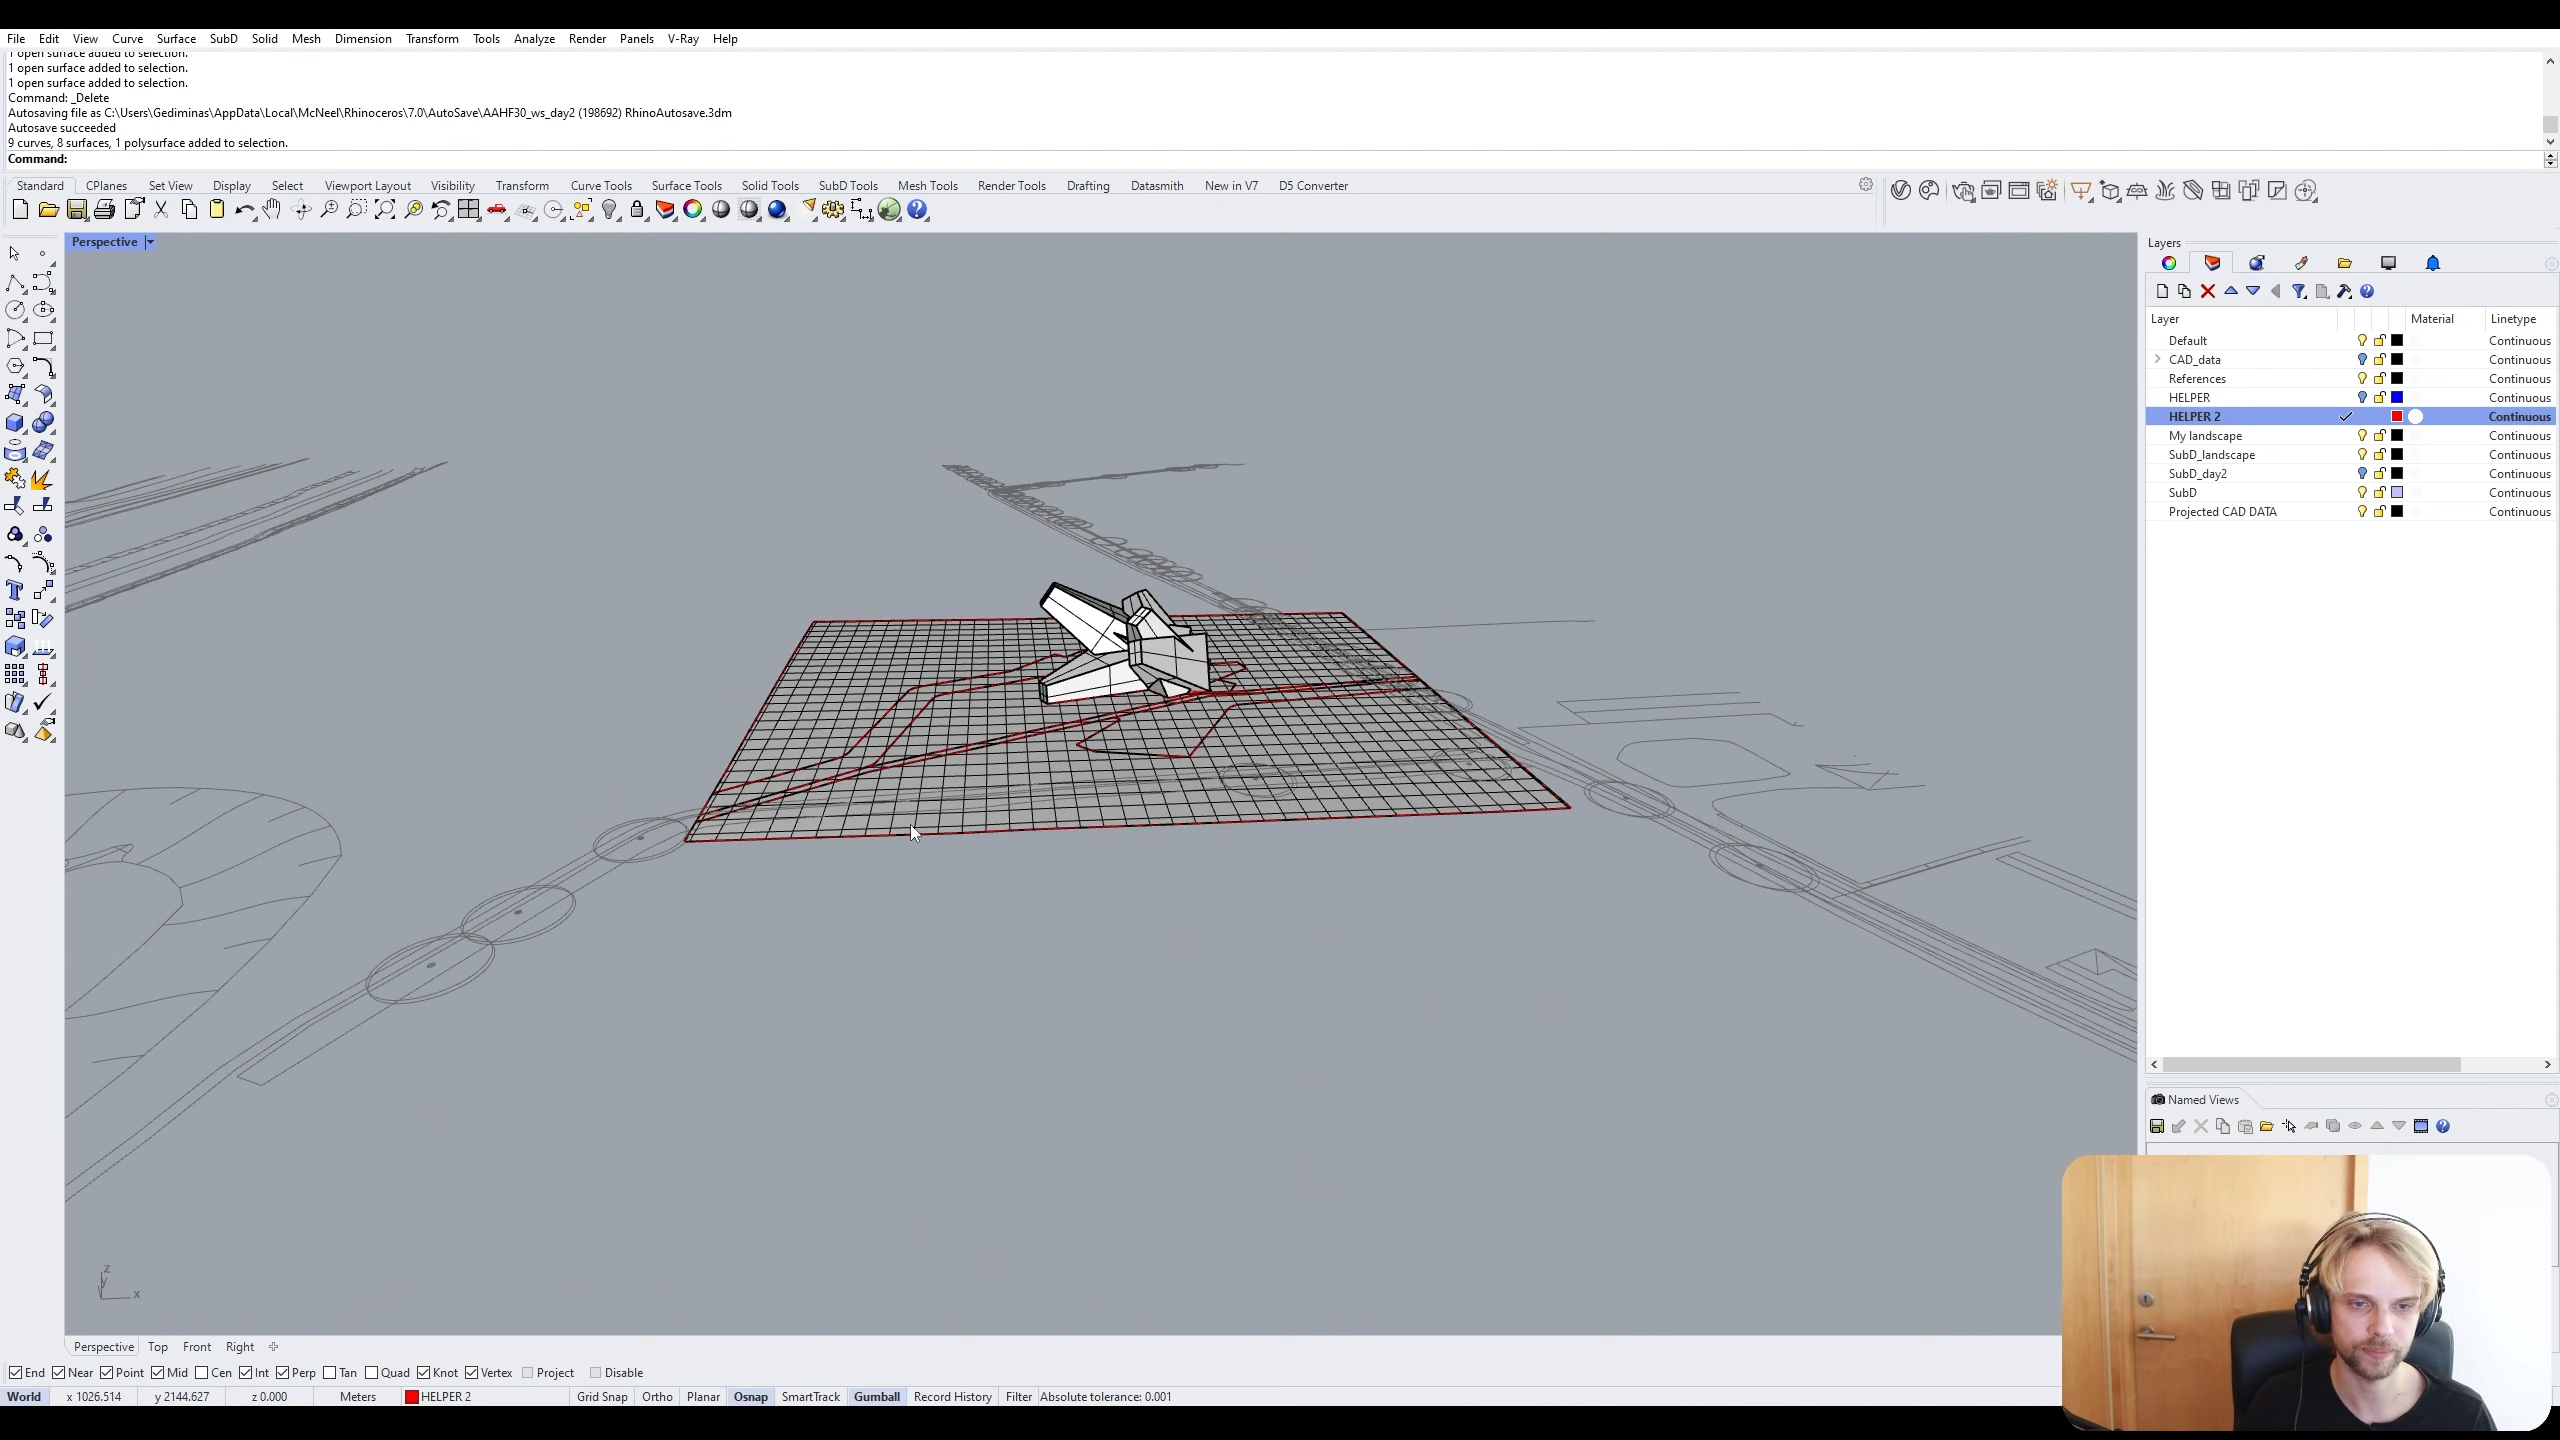 File Edit View Curve Surface SubD Solid Mesh Dimension Transform Tools Analyze Render Panels V-Ray Help
1 open surface added to selection.
1 open surface added to selection.
1 open surface added to selection.
Command: _Delete
Autosaving file as C:\Users\Gediminas\AppData\Local\McNeel\Rhinoceros\7.0\AutoSave\AAHF30_ws_day2 (198692) RhinoAutosave.3dm
Autosave succeeded
9 curves, 8 surfaces, 1 polysurface added to selection.
Command:
Standard CPlanes Set View Display Select Viewport Layout Visibility Transform Curve Tools Surface Tools Solid Tools SubD Tools Mesh Tools Render Tools Drafting Datasmith New in V7 D5 Converter
Perspective
Layers
Layer Material Linetype
Default Continuous
CAD_data Continuous
References Continuous
HELPER Continuous
HELPER 2 Continuous
My landscape Continuous
SubD_landscape Continuous
SubD_day2 Continuous
SubD Continuous
Projected CAD DATA Continuous
Named Views
z
y
x
Perspective Top Front Right
End Near Point Mid Cen Int Perp Tan Quad Knot Vertex Project Disable
World x 1026.514 y 2144.627 z 0.000 Meters HELPER 2 Grid Snap Ortho Planar Osnap SmartTrack Gumball Record History Filter Absolute tolerance: 0.001